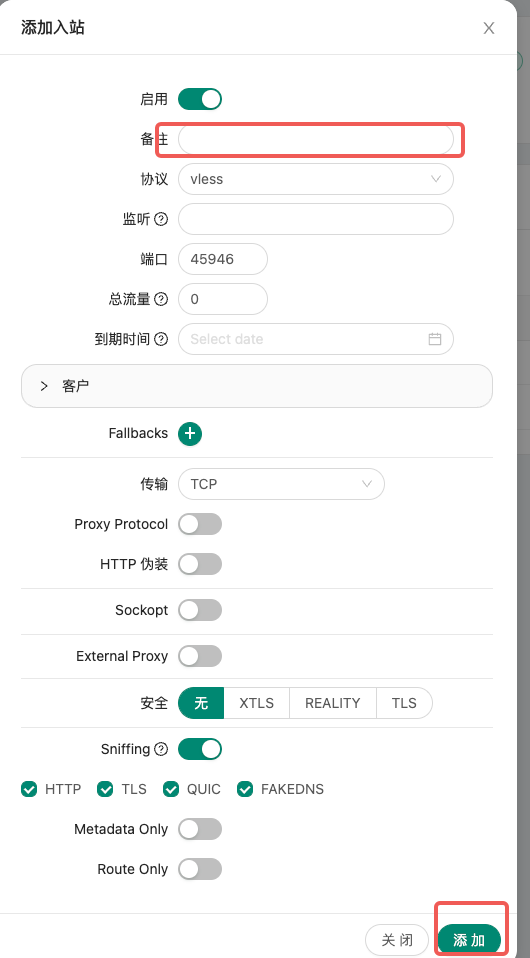 添加入站
启用
备注
协议 vless
监听
端口 45946
总流量 0
到期时间 Select date
客户
Fallbacks
传输 TCP
Proxy Protocol
HTTP 伪装
Sockopt
External Proxy
安全 无 XTLS REALITY TLS
Sniffing
HTTP TLS QUIC FAKEDNS
Metadata Only
Route Only
关 闭 添 加